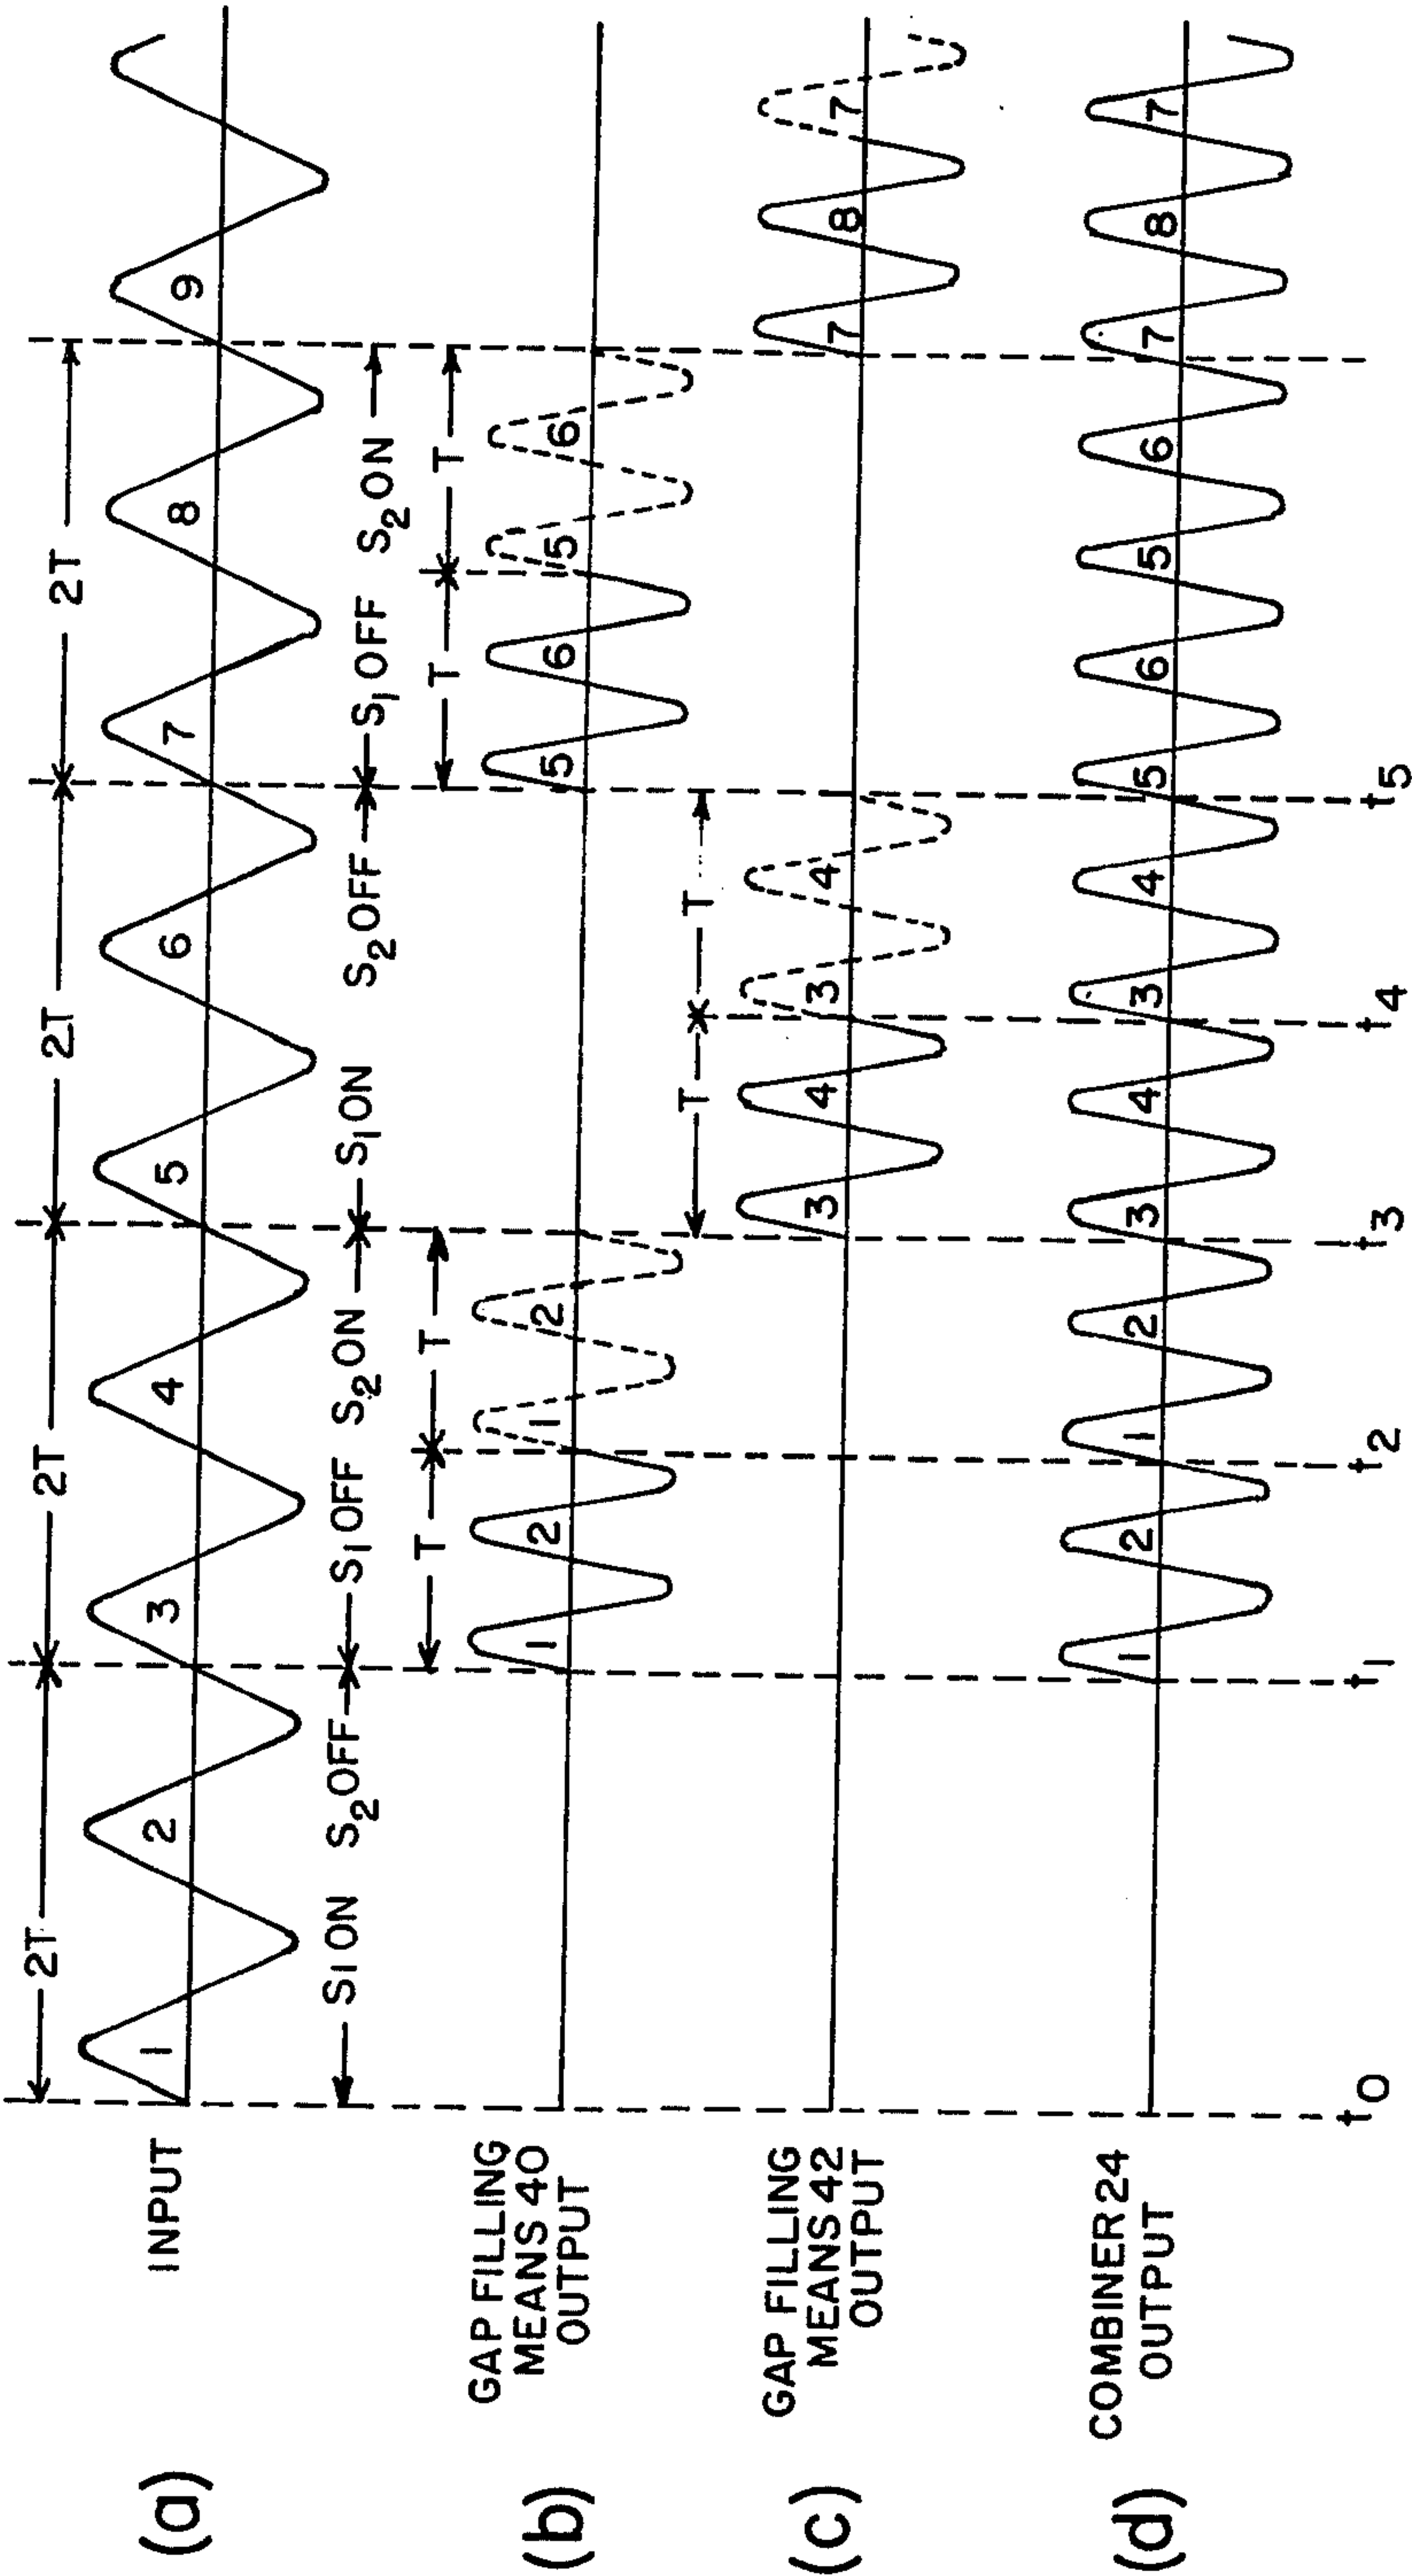 2T 2T 2T 2T
(a) INPUT 1 2 3 4 5 6 7 8 9
S1 ON S2 OFF S1 OFF S2 ON S1 ON S2 OFF S1 OFF S2 ON
T T T T
(b) GAP FILLING
MEANS 40
OUTPUT
1 2 1 2 5 6 5 6
T T
(c) GAP FILLING
MEANS 42
OUTPUT
3 4 3 4 7 8 7
(d) COMBINER 24
OUTPUT
1 2 1 2 3 4 3 4 5 6 5 6 7 8 7
t0 t1 t2 t3 t4 t5